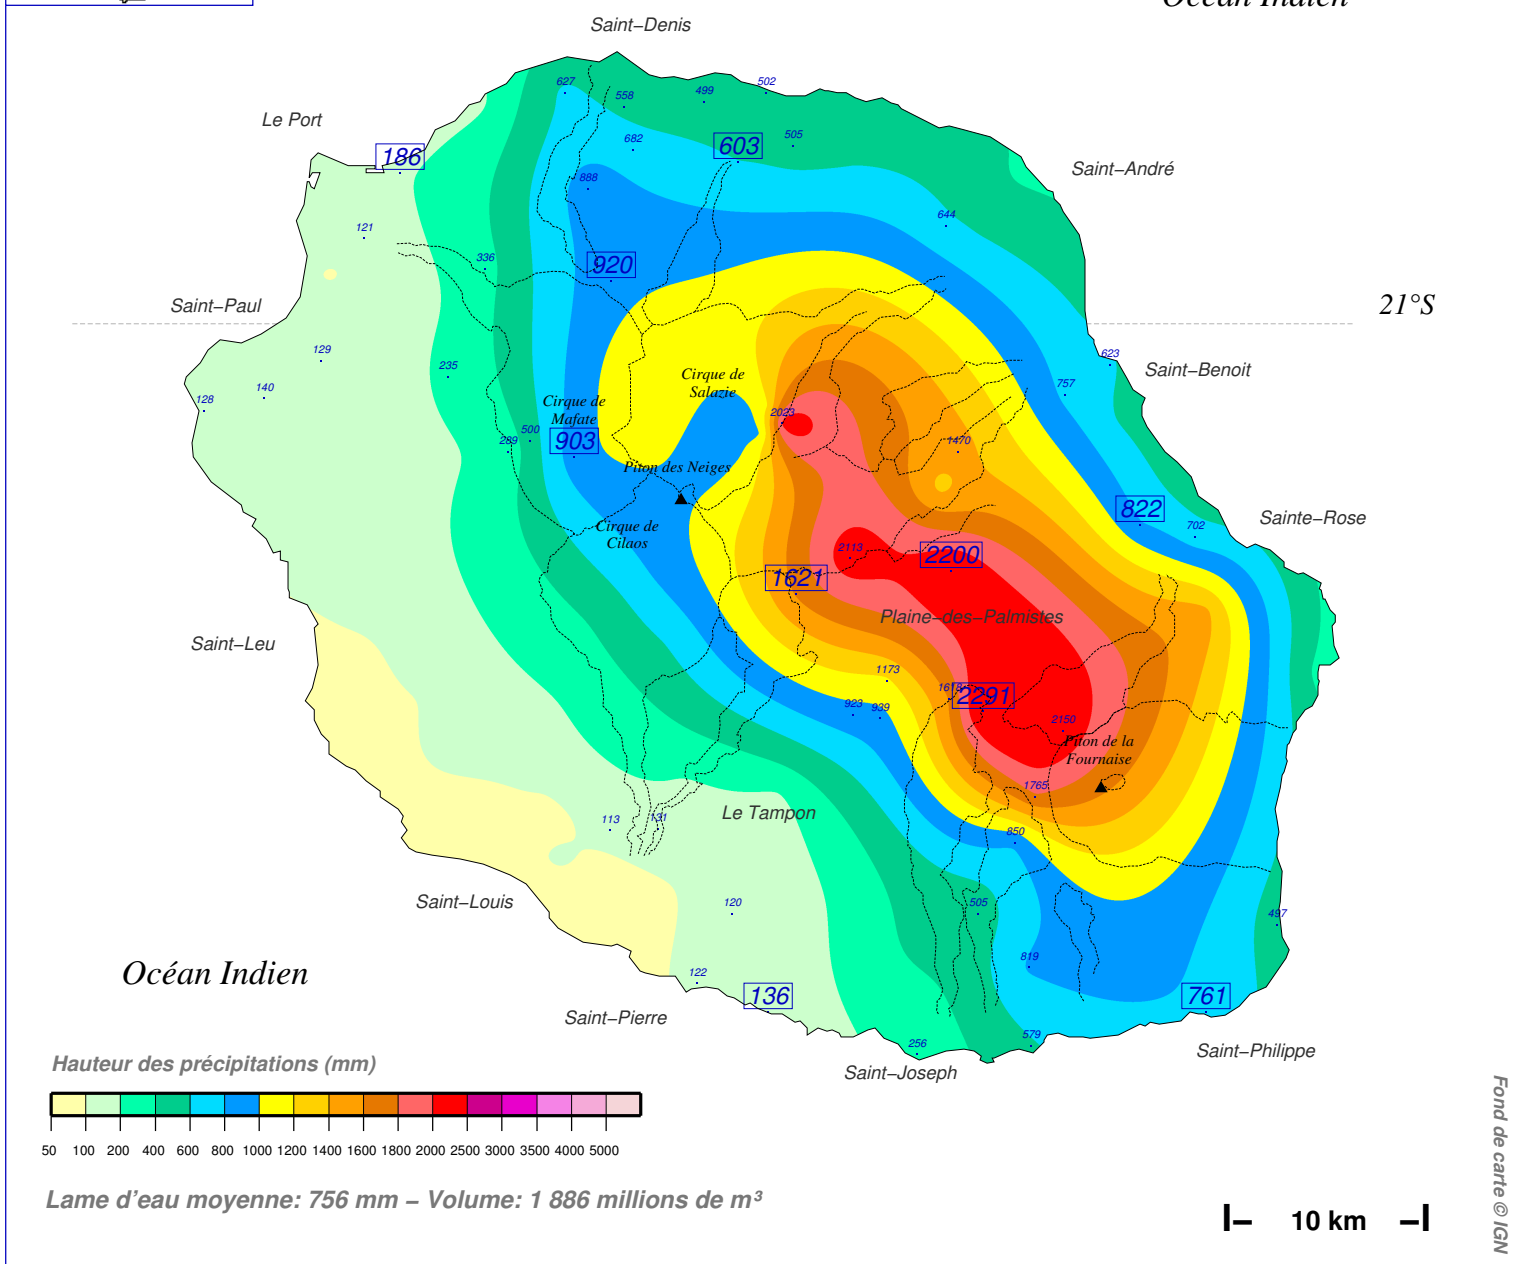 Océan Indien
Saint–Denis
627
502
499
558
Le Port
505
682
603
186
Saint–André
888
644
121
336
920
Saint–Paul
21°S
129
623
235
Saint–Benoit
Cirque de
Salazie
757
140
128
Cirque de
Mafate
2023
500
289
903
1470
Piton des Neiges
822
Sainte–Rose
702
Cirque de
Cilaos
2113
2200
1621
Plaine–des–Palmistes
Saint–Leu
1173
2291
923
939
2150
Piton de la
Fournaise
1765
Le Tampon
113
131
850
Saint–Louis
120
505
497
Océan Indien
819
122
136
761
Saint–Pierre
579
256
Saint–Philippe
Saint–Joseph
Hauteur des précipitations (mm)
50 100 200 400 600 800 1000 1200 1400 1600 1800 2000 2500 3000 3500 4000 5000
Lame d'eau moyenne: 756 mm – Volume: 1 886 millions de m³
10 km
Fond de carte © IGN